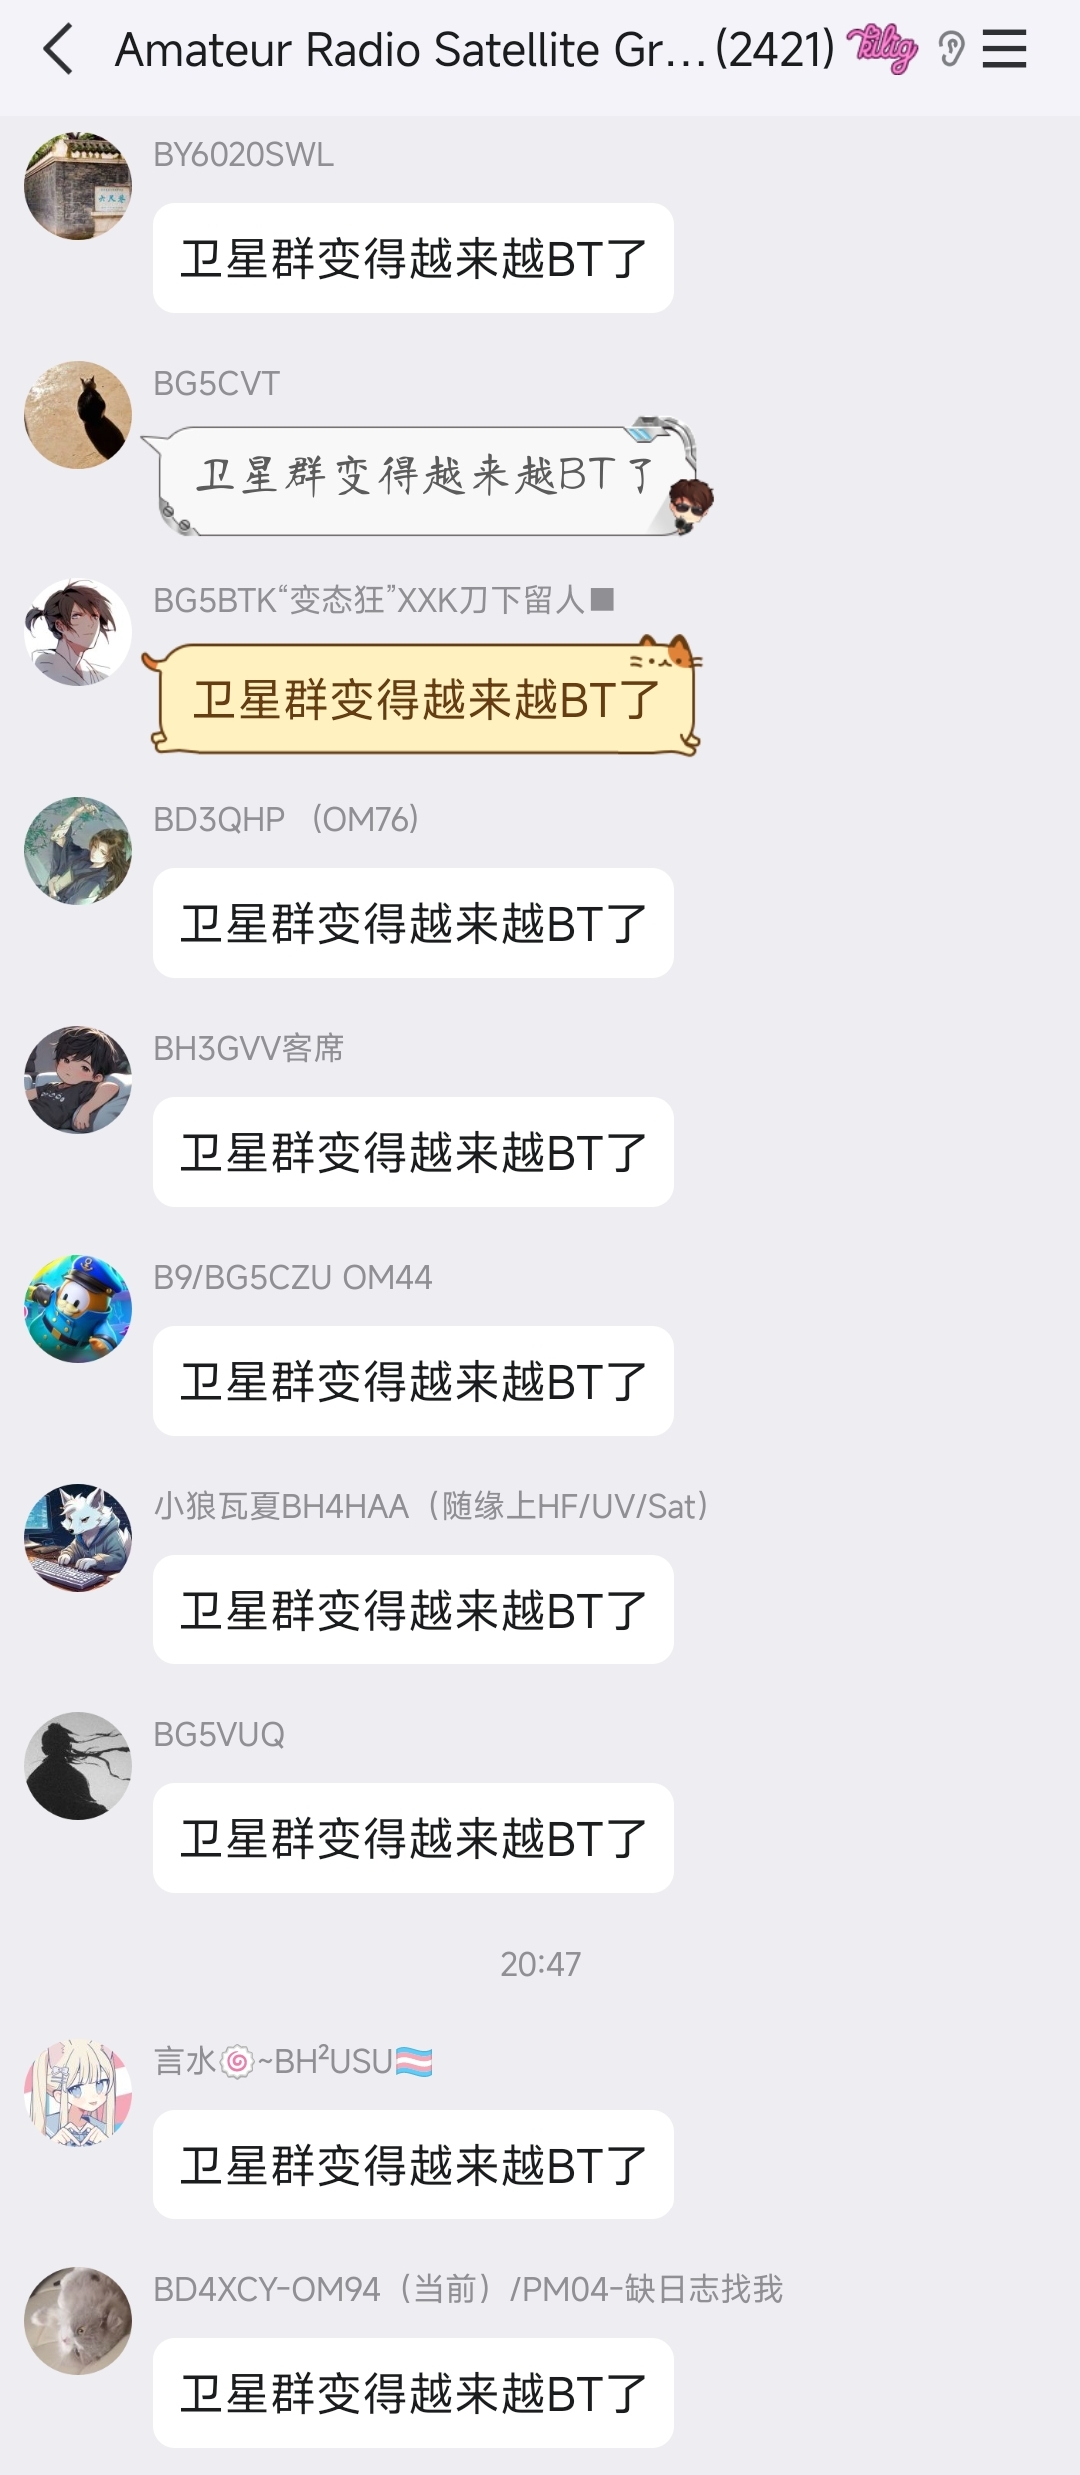 Amateur Radio Satellite Gr...(2421)
BY6020SWL
卫星群变得越来越BT了
BG5CVT
卫星群变得越来越BT了
BG5BTK“变态狂”XXK刀下留人■
卫星群变得越来越BT了
BD3QHP （OM76）
卫星群变得越来越BT了
BH3GVV客席
卫星群变得越来越BT了
B9/BG5CZU OM44
卫星群变得越来越BT了
小狼瓦夏BH4HAA（随缘上HF/UV/Sat）
卫星群变得越来越BT了
BG5VUQ
卫星群变得越来越BT了
20:47
言水🍥~BH²USU🏳️‍⚧️
卫星群变得越来越BT了
BD4XCY-OM94（当前）/PM04-缺日志找我
卫星群变得越来越BT了